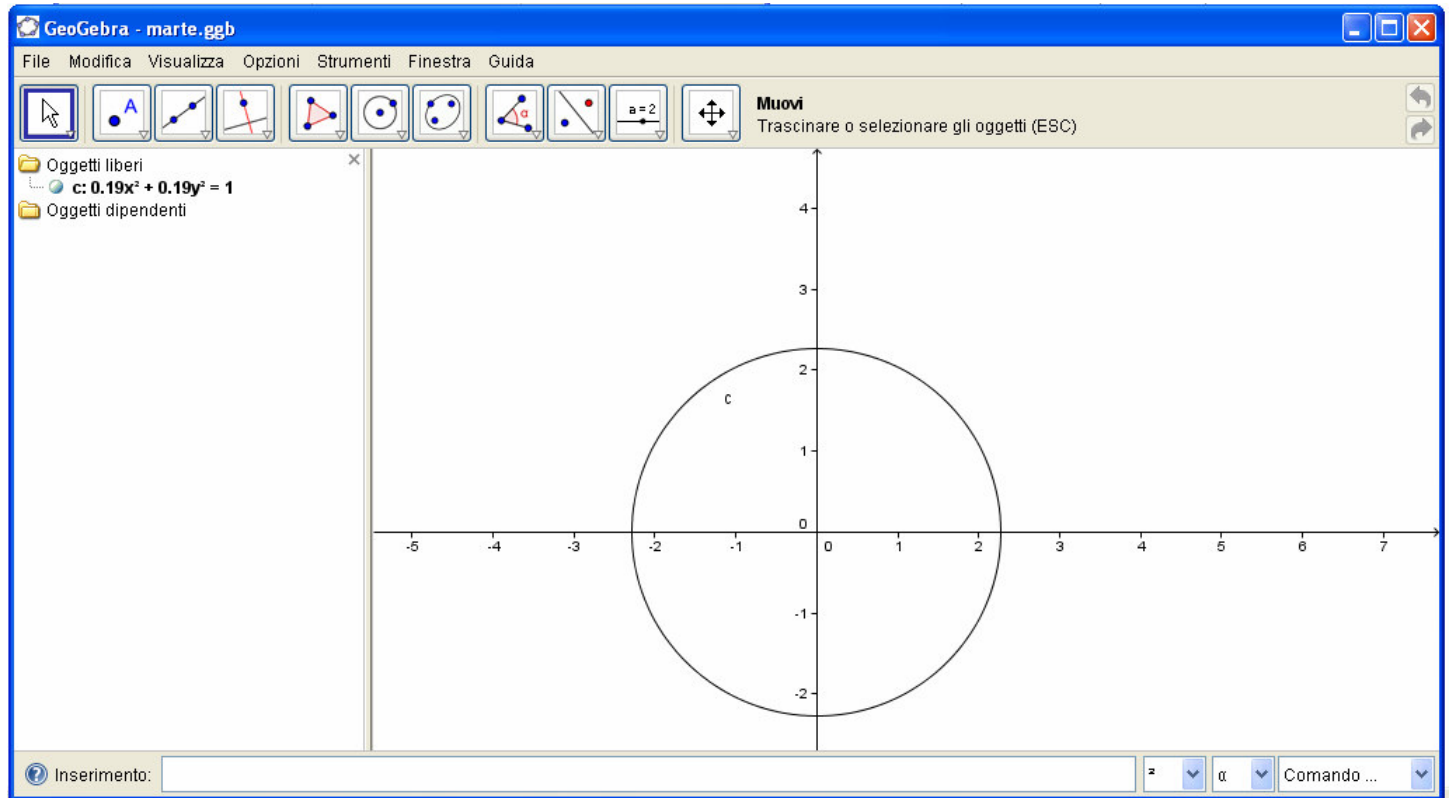 GeoGebra - marte.ggb
File Modifica Visualizza Opzioni Strumenti Finestra Guida
A
α
a = 2
Muovi
Trascinare o selezionare gli oggetti (ESC)
Oggetti liberi
c: 0.19x² + 0.19y² = 1
Oggetti dipendenti
4
3
2
c
1
0
-5 -4 -3 -2 -1 0 1 2 3 4 5 6 7
-1
-2
Inserimento: ² α Comando ...